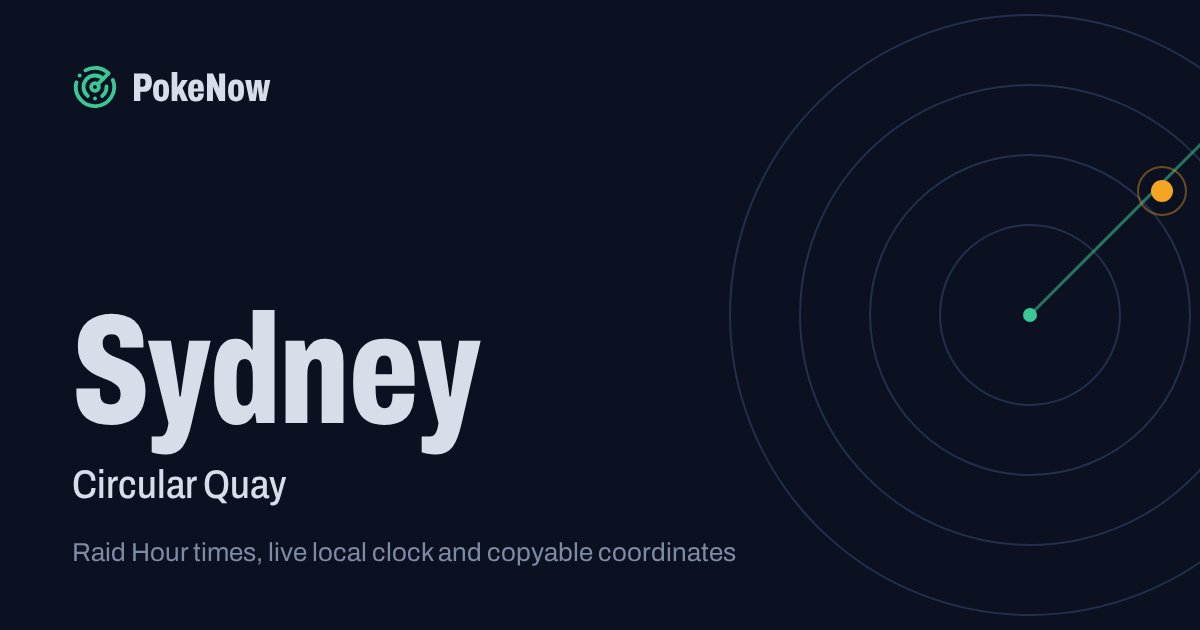 PokeNow
Sydney
Circular Quay
Raid Hour times, live local clock and copyable coordinates